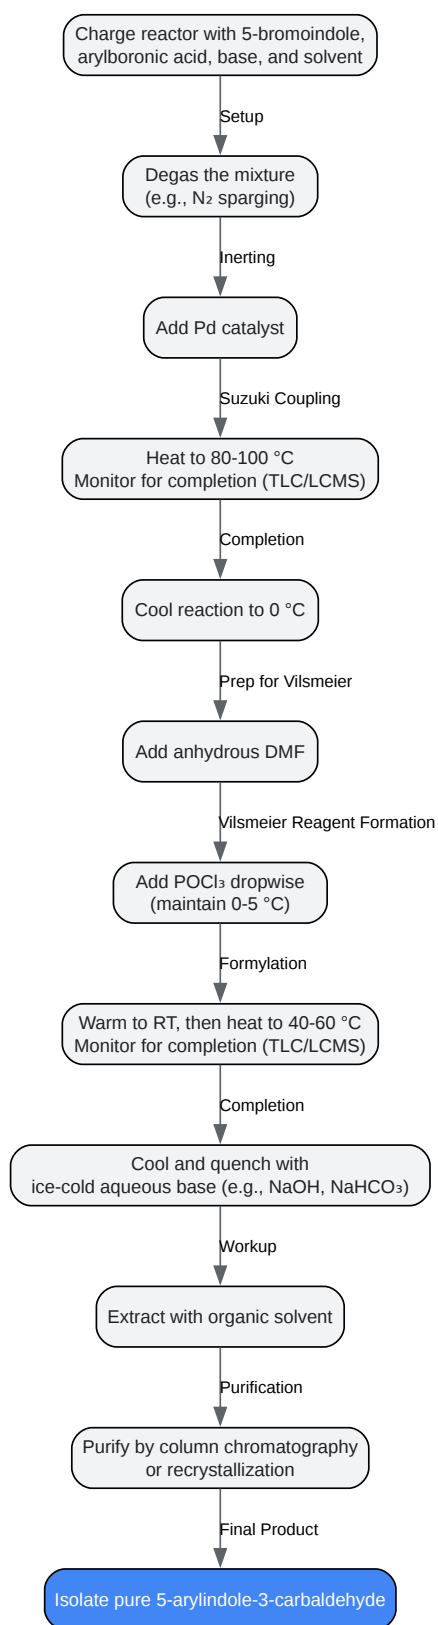 Charge reactor with 5-bromoindole,
arylboronic acid, base, and solvent
Setup
Degas the mixture
(e.g., N₂ sparging)
Inerting
Add Pd catalyst
Suzuki Coupling
Heat to 80-100 °C
Monitor for completion (TLC/LCMS)
Completion
Cool reaction to 0 °C
Prep for Vilsmeier
Add anhydrous DMF
Vilsmeier Reagent Formation
Add POCl₃ dropwise
(maintain 0-5 °C)
Formylation
Warm to RT, then heat to 40-60 °C
Monitor for completion (TLC/LCMS)
Completion
Cool and quench with
ice-cold aqueous base (e.g., NaOH, NaHCO₃)
Workup
Extract with organic solvent
Purification
Purify by column chromatography
or recrystallization
Final Product
Isolate pure 5-arylindole-3-carbaldehyde